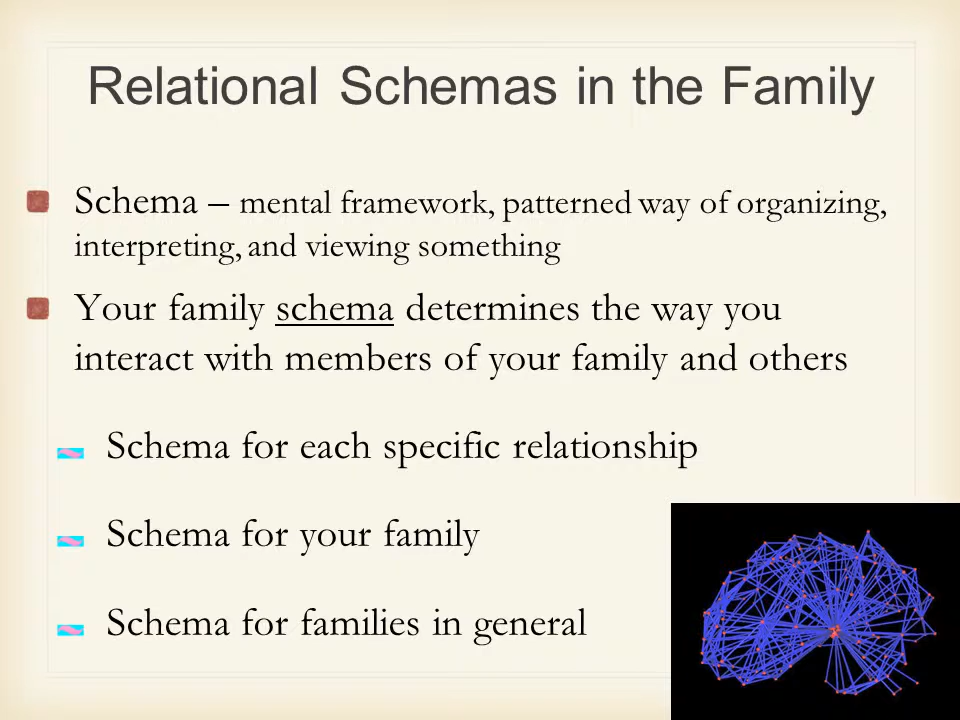 Relational Schemas in the Family
Schema – mental framework, patterned way of organizing,
interpreting, and viewing something
Your family schema determines the way you
interact with members of your family and others
Schema for each specific relationship
Schema for your family
Schema for families in general